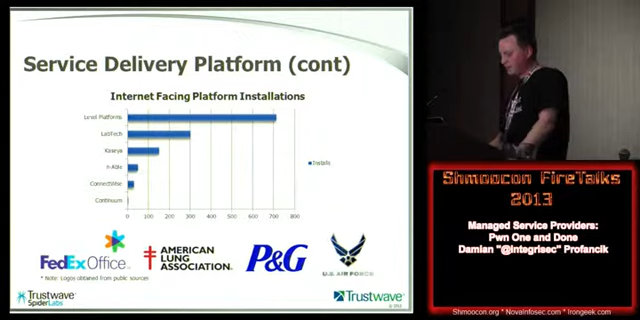 Service Delivery Platform (cont)
Internet Facing Platform Installations
Level Platforms
LabTech
Kaseya
n-Able
ConnectWise
Continuum
Installs
0 100 200 300 400 500 600 700 800
FedEx Office
AMERICAN
LUNG
ASSOCIATION
P&G
U.S. AIR FORCE
* Note: Logos obtained from public sources
Trustwave
SpiderLabs
Trustwave
Shmoocon FireTalks
2013
Managed Service Providers:
Pwn One and Done
Damian "@integrisec" Profancik
Shmoocon.org * NovaInfosec.com * Irongeek.com